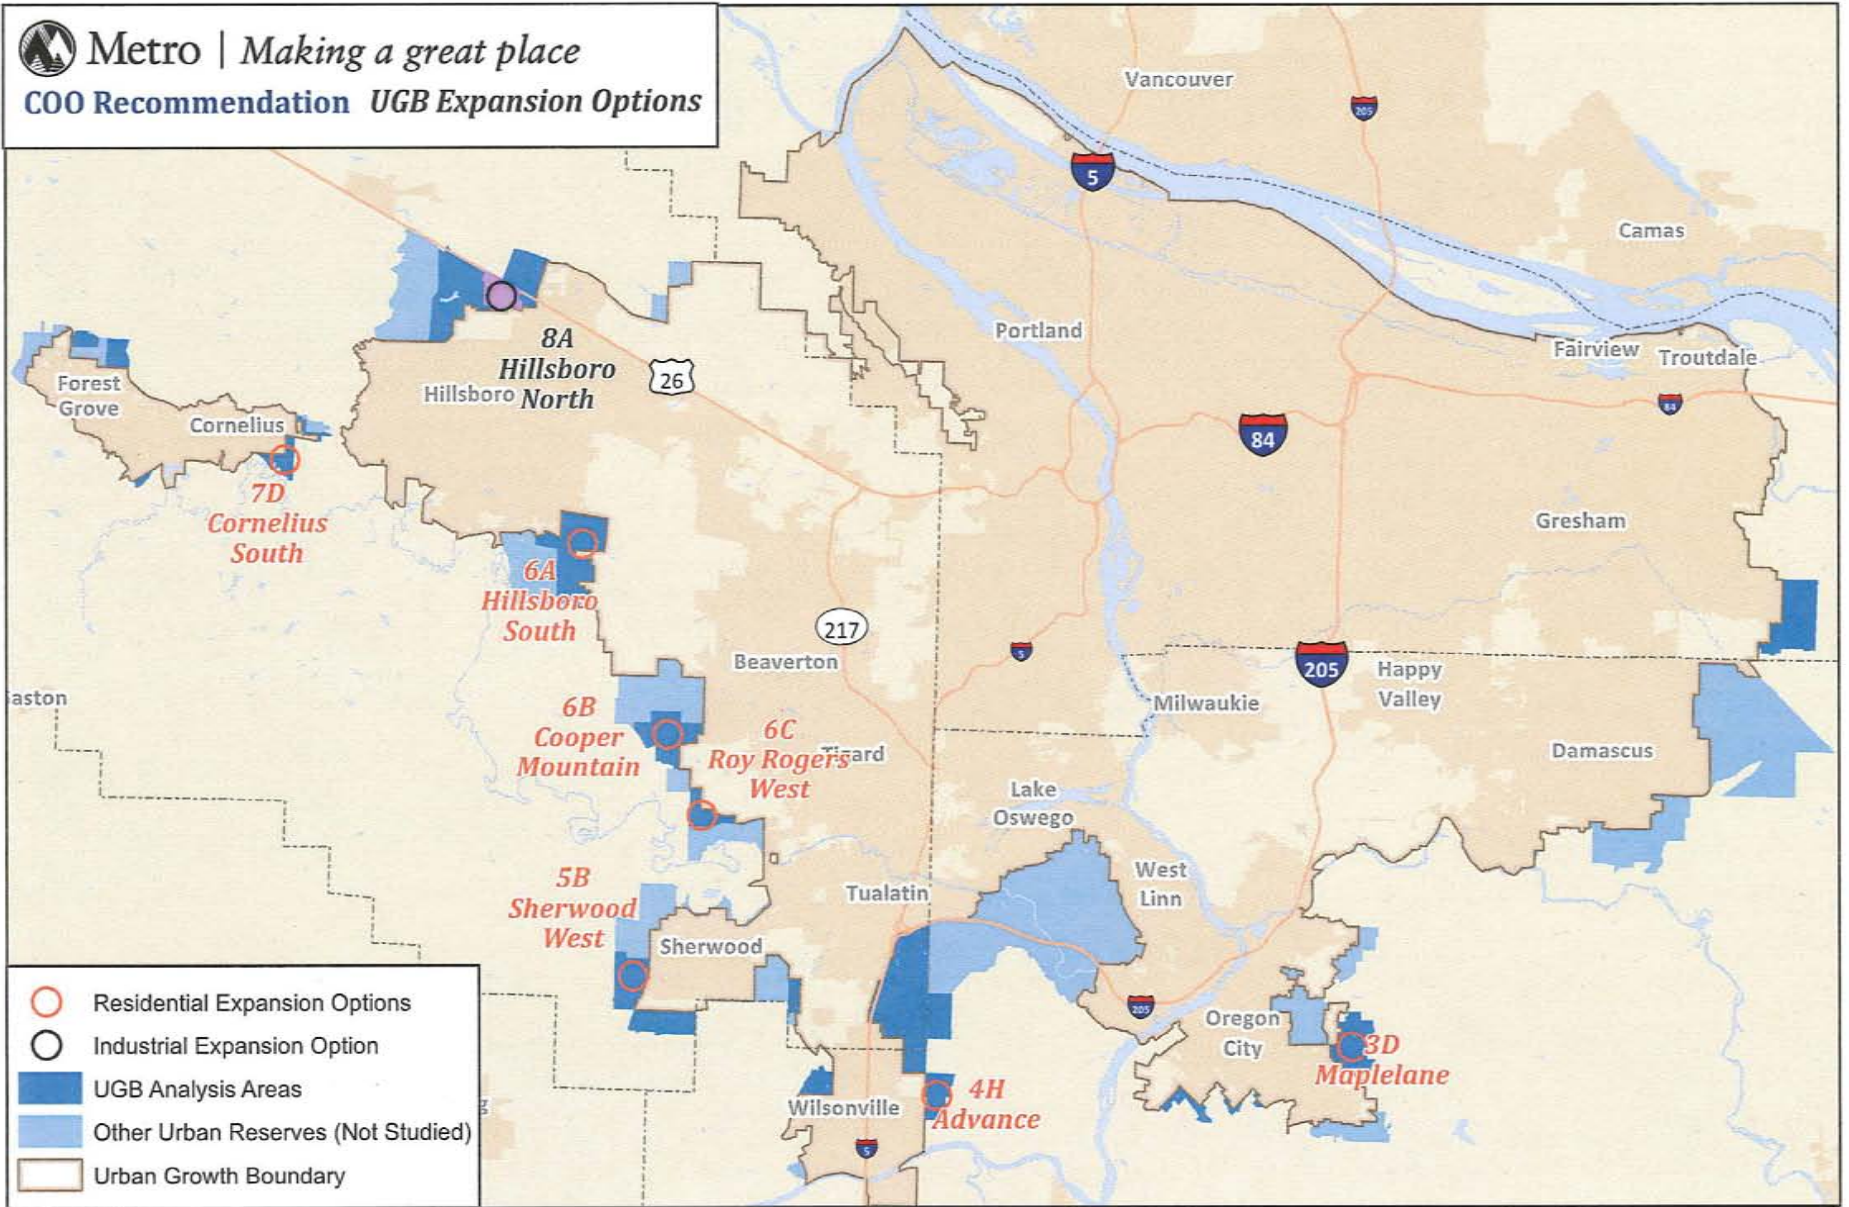 Metro | Making a great place
COO Recommendation UGB Expansion Options
Vancouver
205
5
Camas
Portland
Fairview
Troutdale
8A
Hillsboro
North
Hillsboro
26
Forest
Grove
Cornelius
84
84
7D
Cornelius
South
Gresham
6A
Hillsboro
South
217
Beaverton
5
205
Happy
Valley
Milwaukie
aston
6B
Cooper
Mountain
6C
Roy Rogers
West
Tigard
Damascus
Lake
Oswego
5B
Sherwood
West
Tualatin
West
Linn
Sherwood
205
Oregon
City
3D
Maplelane
4H
Advance
Wilsonville
5
Residential Expansion Options
Industrial Expansion Option
UGB Analysis Areas
Other Urban Reserves (Not Studied)
Urban Growth Boundary